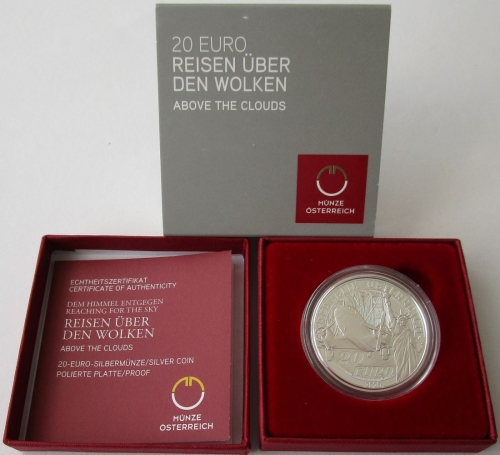 20 EURO
REISEN ÜBER
DEN WOLKEN
ABOVE THE CLOUDS
MÜNZE
ÖSTERREICH
ECHTHEITSZERTIFIKAT
CERTIFICATE OF AUTHENTICITY
DEM HIMMEL ENTGEGEN
REACHING FOR THE SKY
REISEN ÜBER
DEN WOLKEN
ABOVE THE CLOUDS
20-EURO-SILBERMÜNZE/SILVER COIN
POLIERTE PLATTE/PROOF
MÜNZE
ÖSTERREICH
20
EURO